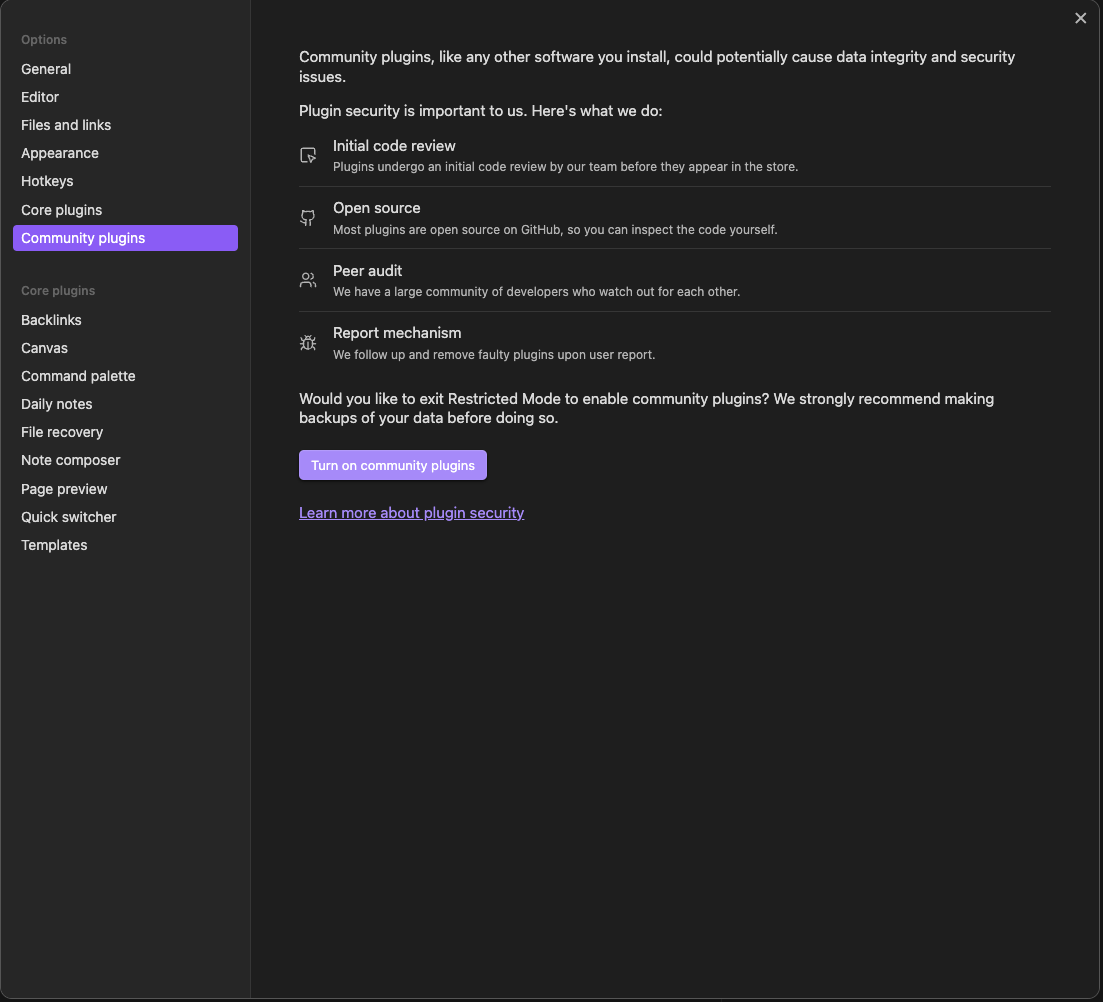 Options
General
Editor
Files and links
Appearance
Hotkeys
Core plugins
Community plugins
Core plugins
Backlinks
Canvas
Command palette
Daily notes
File recovery
Note composer
Page preview
Quick switcher
Templates
Community plugins, like any other software you install, could potentially cause data integrity and security
issues.
Plugin security is important to us. Here's what we do:
Initial code review
Plugins undergo an initial code review by our team before they appear in the store.
Open source
Most plugins are open source on GitHub, so you can inspect the code yourself.
Peer audit
We have a large community of developers who watch out for each other.
Report mechanism
We follow up and remove faulty plugins upon user report.
Would you like to exit Restricted Mode to enable community plugins? We strongly recommend making
backups of your data before doing so.
Turn on community plugins
Learn more about plugin security